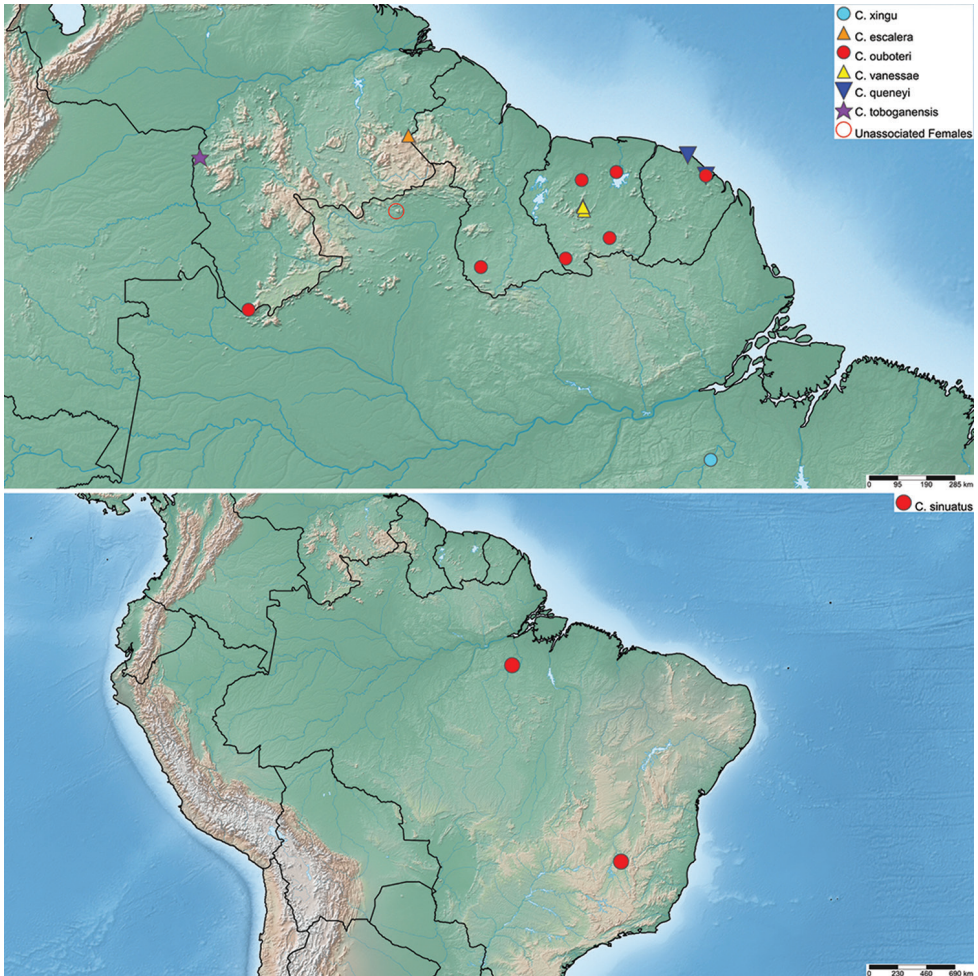 C. xingu
C. escalera
C. ouboteri
C. vanessae
C. queneyi
C. toboganensis
Unassociated Females
0 95 190 285 km
C. sinuatus
0 230 460 690 km